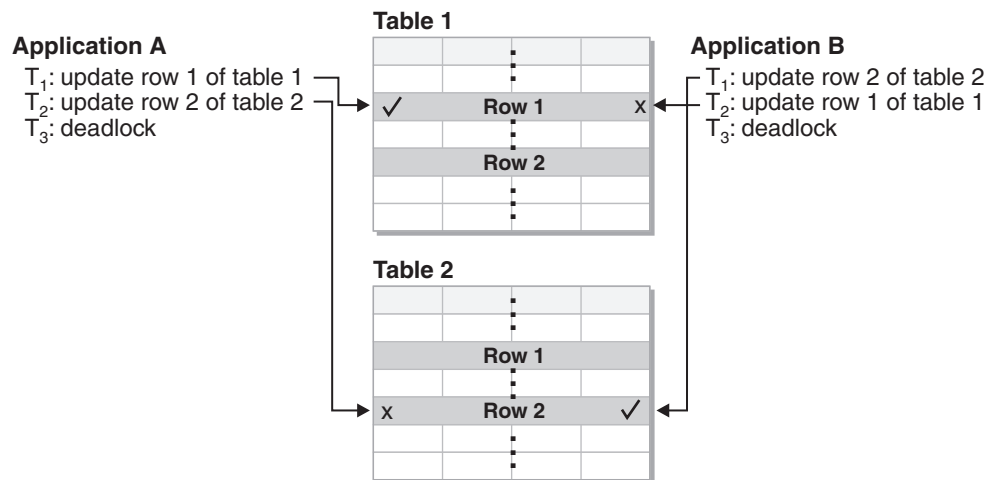 Table 1
Application A
T₁: update row 1 of table 1
T₂: update row 2 of table 2
T₃: deadlock
Application B
T₁: update row 2 of table 2
T₂: update row 1 of table 1
T₃: deadlock
✓ Row 1 x
Row 2
Table 2
Row 1
x Row 2 ✓